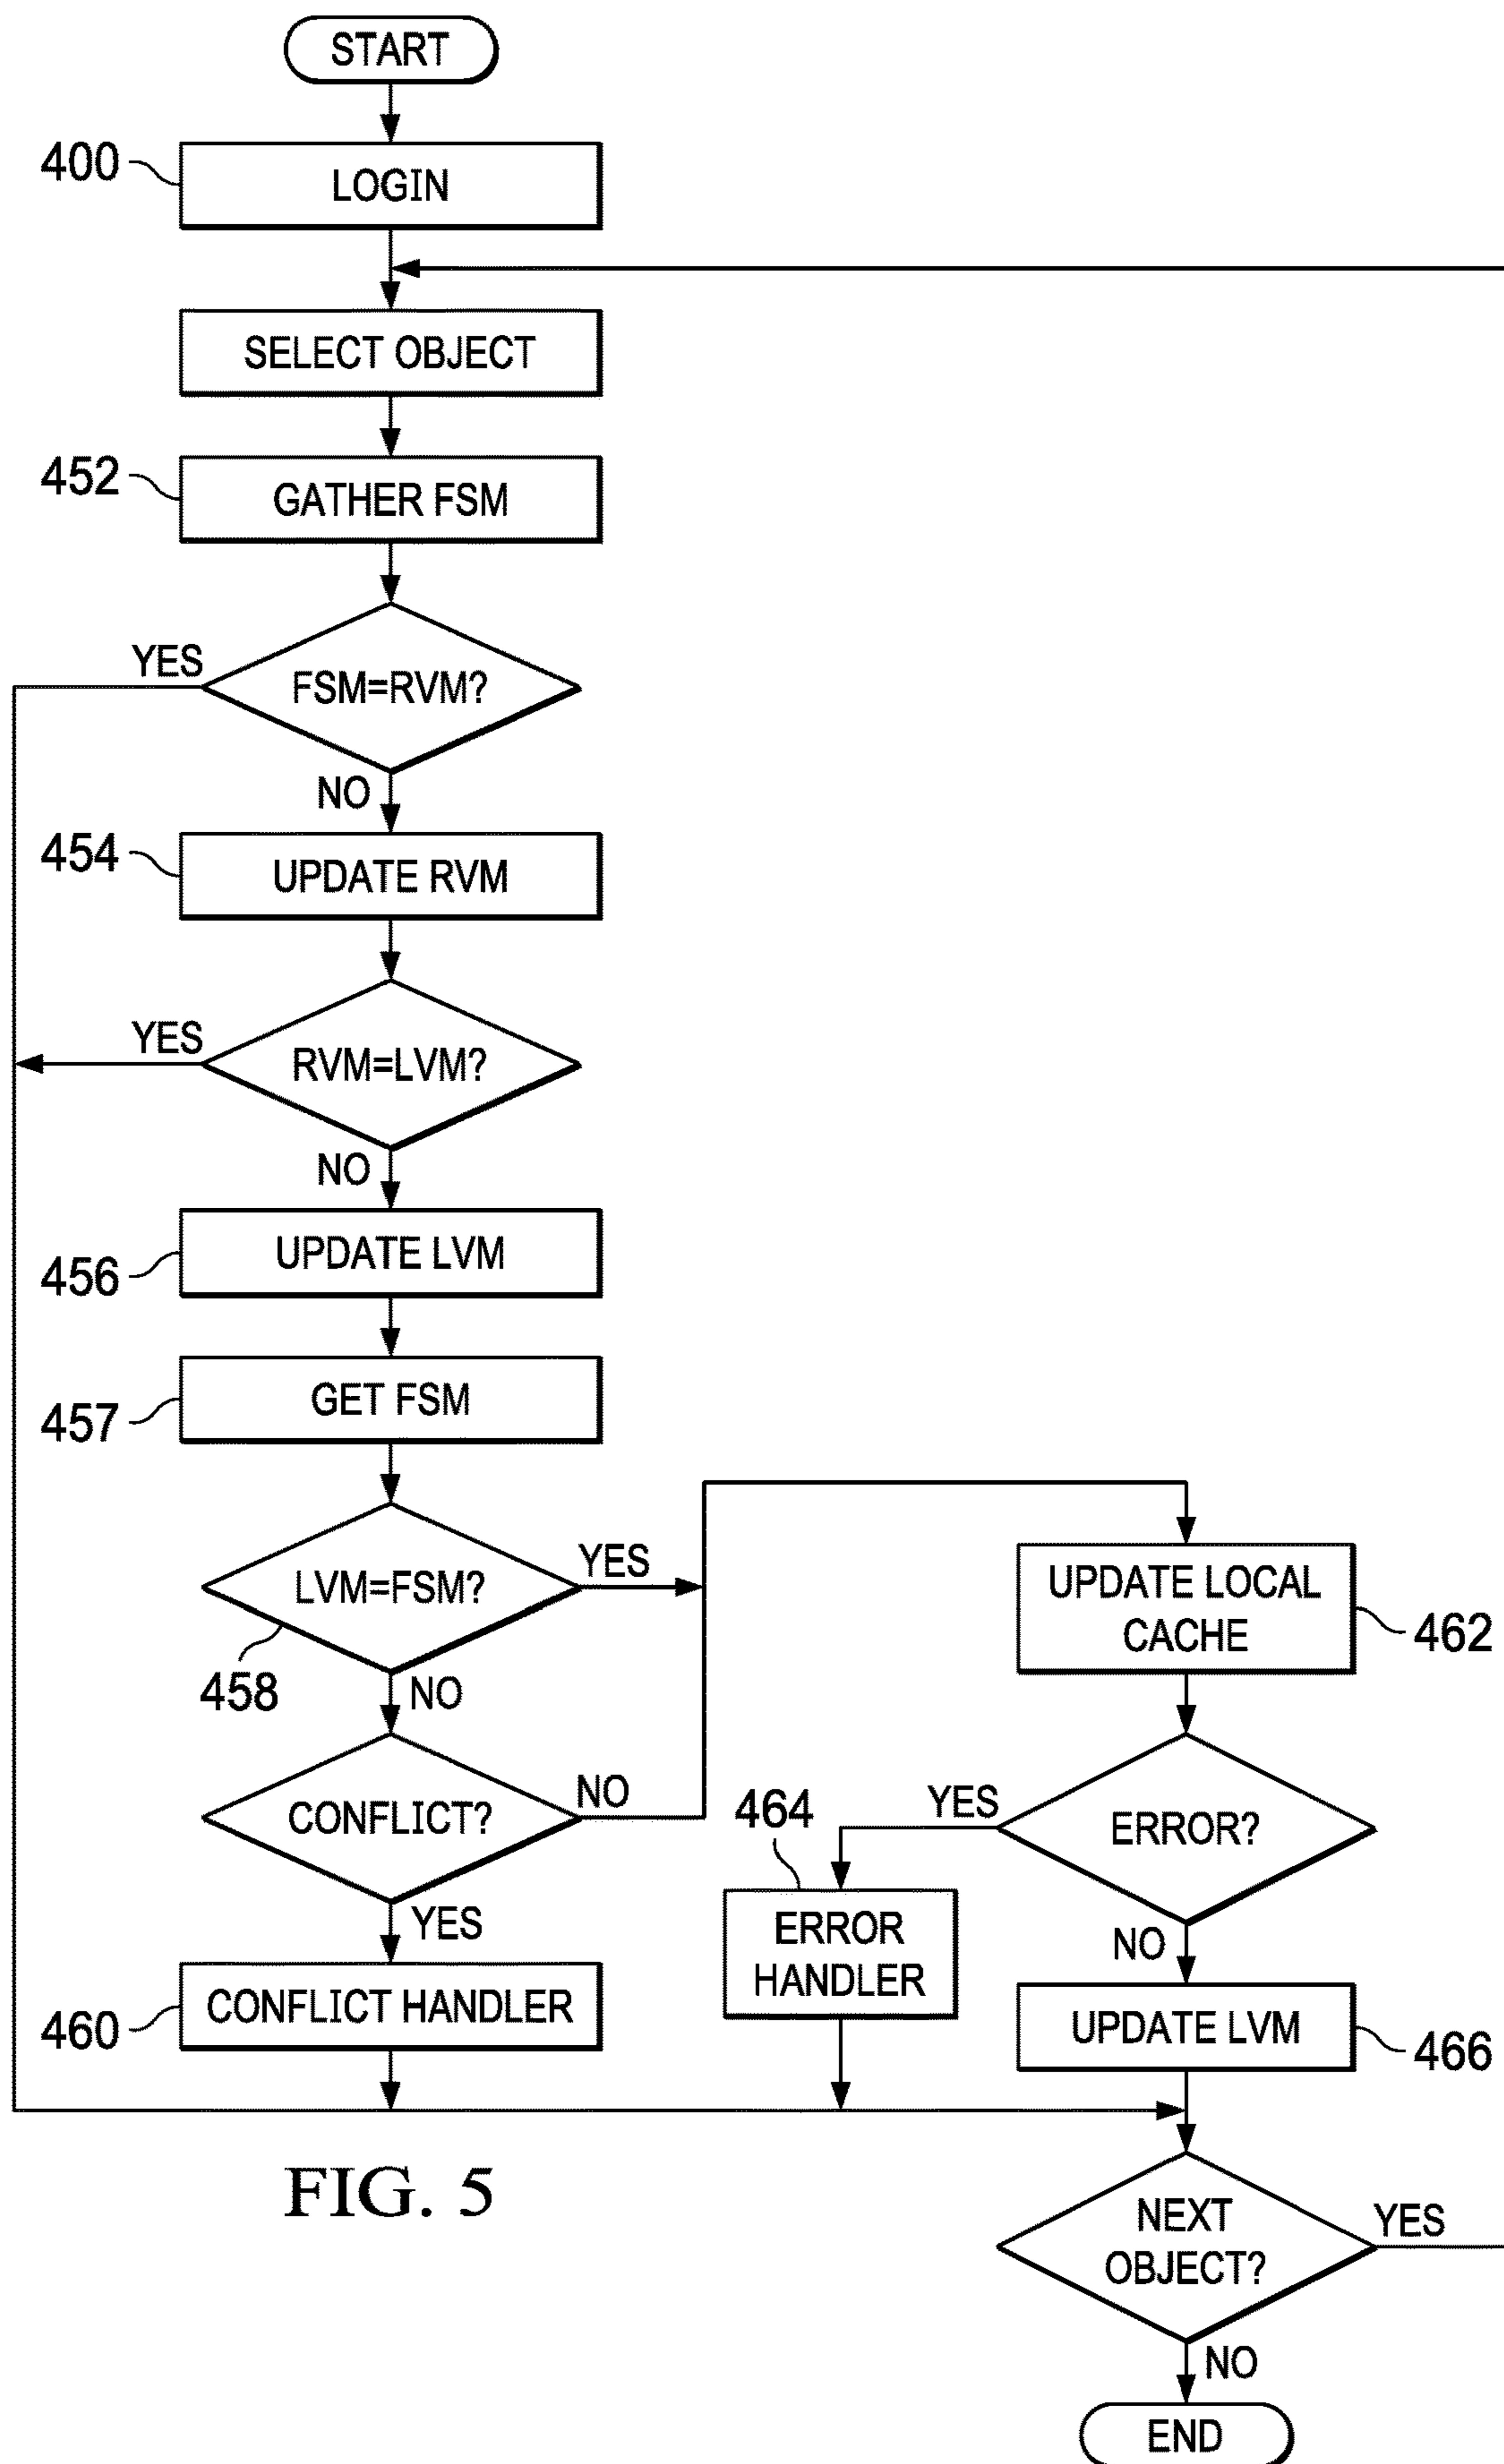 START
400
LOGIN
SELECT OBJECT
452
GATHER FSM
YES
FSM=RVM?
NO
454
UPDATE RVM
YES
RVM=LVM?
NO
456
UPDATE LVM
457
GET FSM
LVM=FSM?
YES
458
NO
CONFLICT?
NO
YES
460
CONFLICT HANDLER
UPDATE LOCAL
CACHE
462
ERROR?
YES
464
ERROR
HANDLER
NO
UPDATE LVM
466
NEXT
OBJECT?
YES
NO
END
FIG. 5